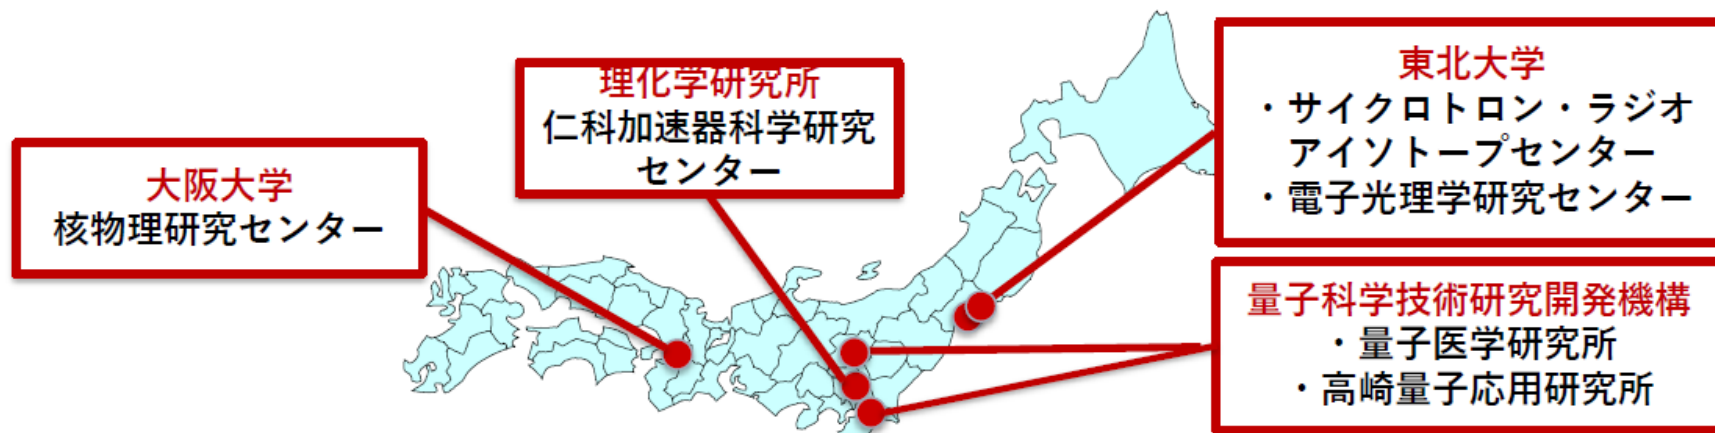 大阪大学
核物理研究センター
理化学研究所
仁科加速器科学研究
センター
東北大学
・サイクロトロン・ラジオ
アイソトープセンター
・電子光理学研究センター
量子科学技術研究開発機構
・量子医学研究所
・高崎量子応用研究所